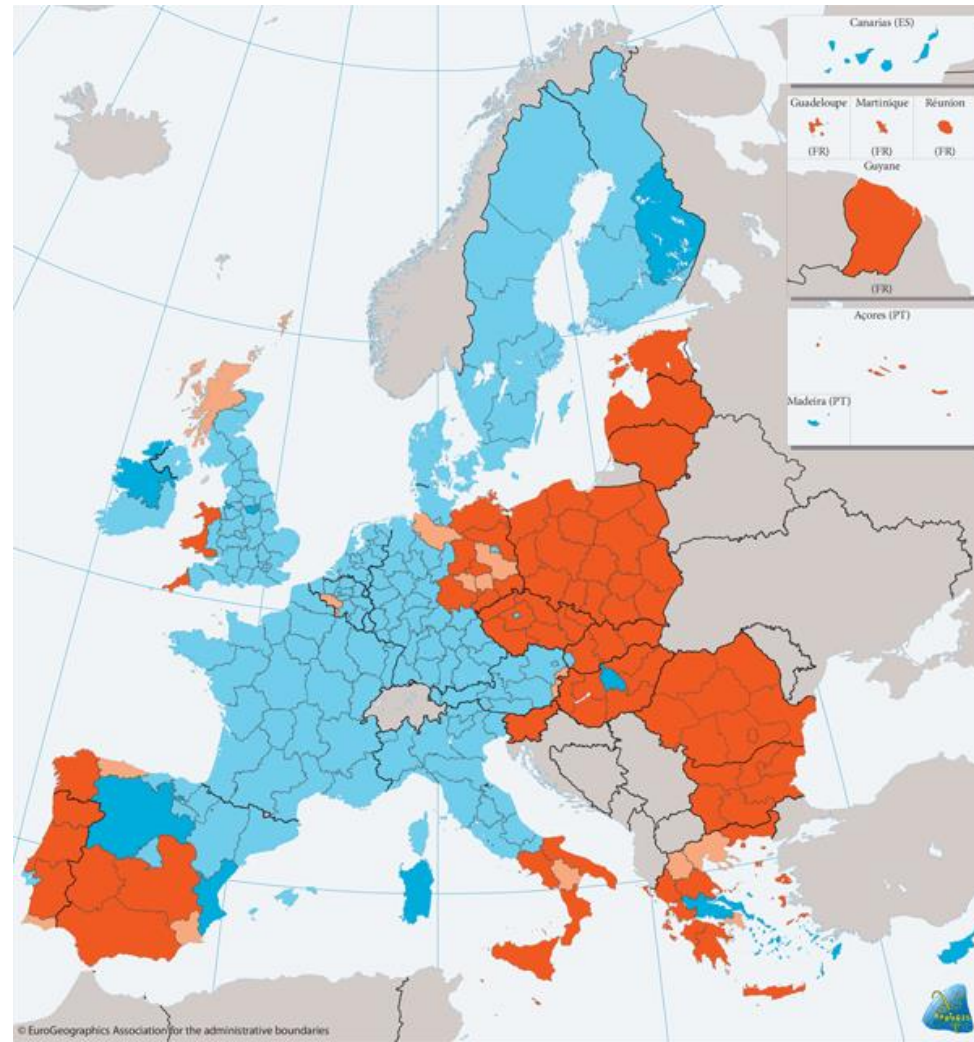 Canarias (ES)
Guadeloupe Martinique Réunion
(FR) (FR) (FR)
Guyane
(FR)
Açores (PT)
Madeira (PT)
© EuroGeographics Association for the administrative boundaries